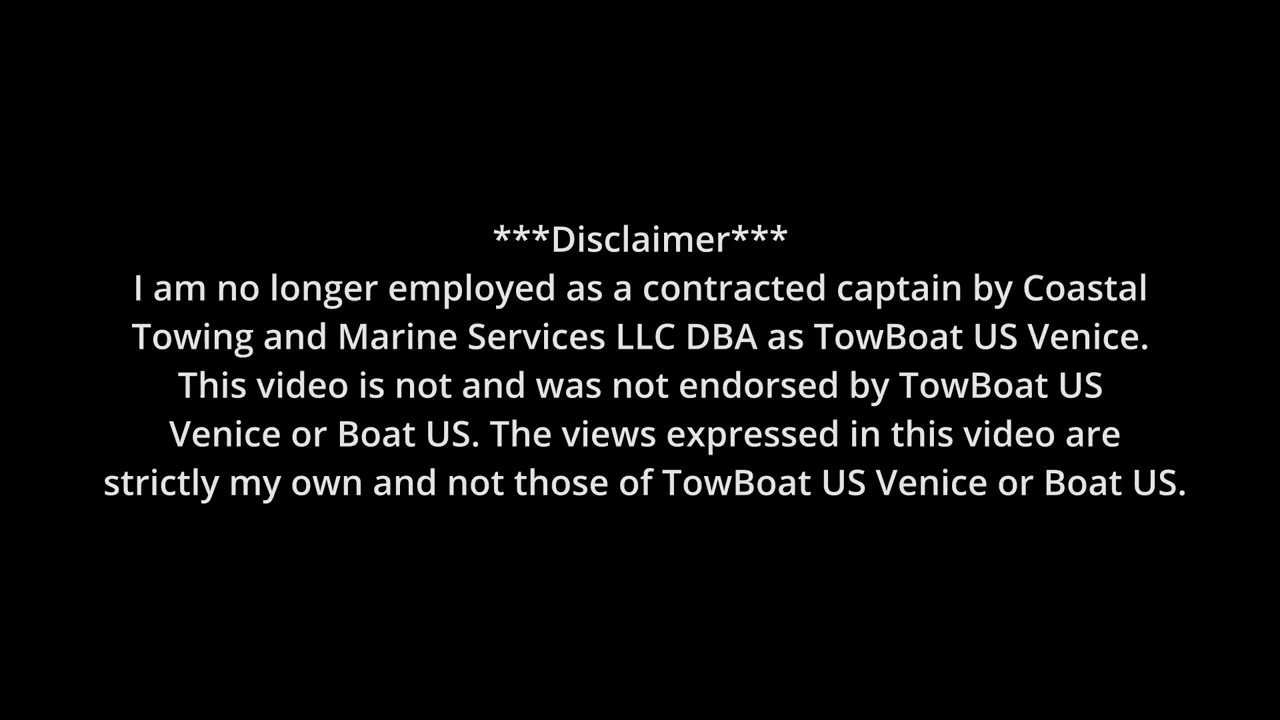 ***Disclaimer***
I am no longer employed as a contracted captain by Coastal
Towing and Marine Services LLC DBA as TowBoat US Venice.
This video is not and was not endorsed by TowBoat US
Venice or Boat US. The views expressed in this video are
strictly my own and not those of TowBoat US Venice or Boat US.